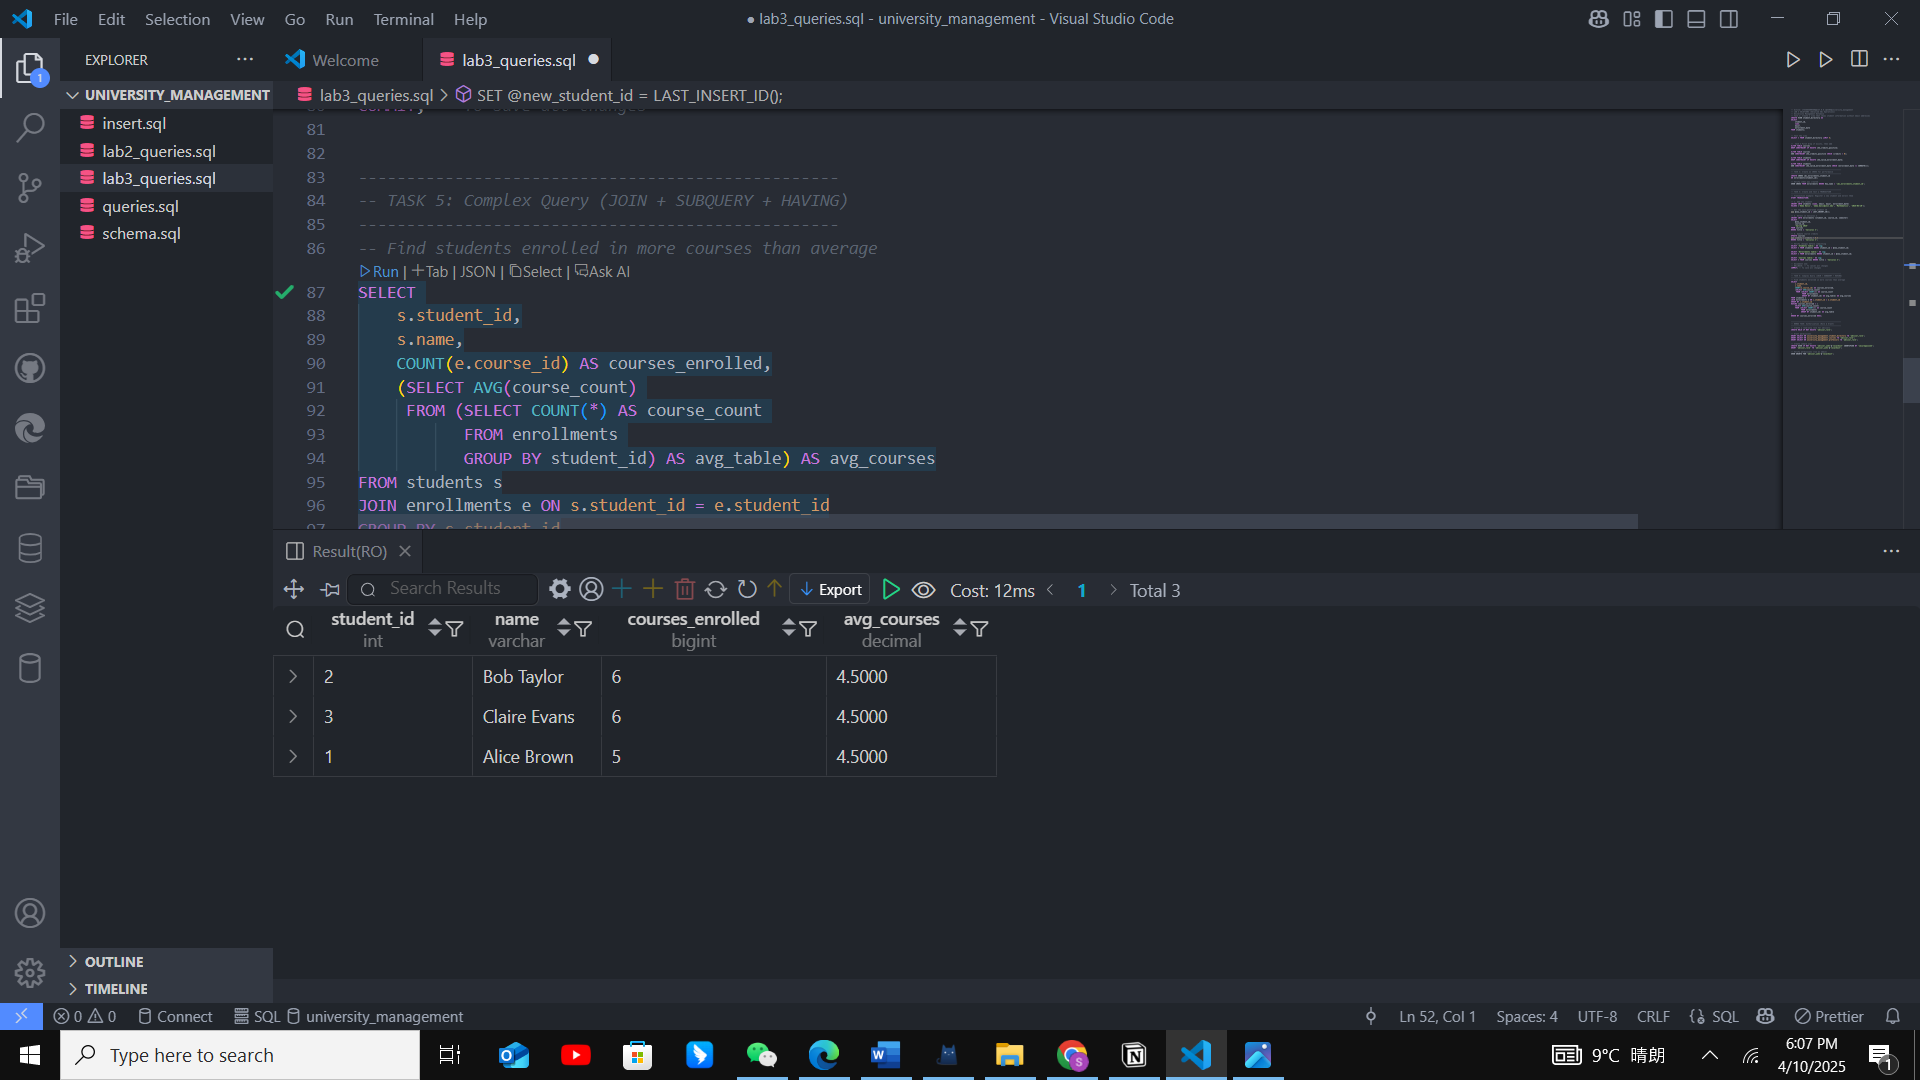 File Edit Selection View Go Run Terminal Help
● lab3_queries.sql - university_management - Visual Studio Code
EXPLORER
Welcome
lab3_queries.sql
1
UNIVERSITY_MANAGEMENT
lab3_queries.sql > SET @new_student_id = LAST_INSERT_ID();
insert.sql
lab2_queries.sql
lab3_queries.sql
queries.sql
schema.sql
81
82
83 --------------------------------------------------
84 -- TASK 5: Complex Query (JOIN + SUBQUERY + HAVING)
85 --------------------------------------------------
86 -- Find students enrolled in more courses than average
Run | +Tab | JSON | Select | Ask AI
87 SELECT
88 s.student_id,
89 s.name,
90 COUNT(e.course_id) AS courses_enrolled,
91 (SELECT AVG(course_count)
92 FROM (SELECT COUNT(*) AS course_count
93 FROM enrollments
94 GROUP BY student_id) AS avg_table) AS avg_courses
95 FROM students s
96 JOIN enrollments e ON s.student_id = e.student_id
97 GROUP BY s.student_id
Result(RO)
Search Results
Export
Cost: 12ms < 1 > Total 3
student_id name courses_enrolled avg_courses
int varchar bigint decimal
2 Bob Taylor 6 4.5000
3 Claire Evans 6 4.5000
1 Alice Brown 5 4.5000
OUTLINE
TIMELINE
0 0 Connect SQL university_management
Ln 52, Col 1 Spaces: 4 UTF-8 CRLF SQL Prettier
Type here to search
9°C 晴朗
6:07 PM
4/10/2025
1